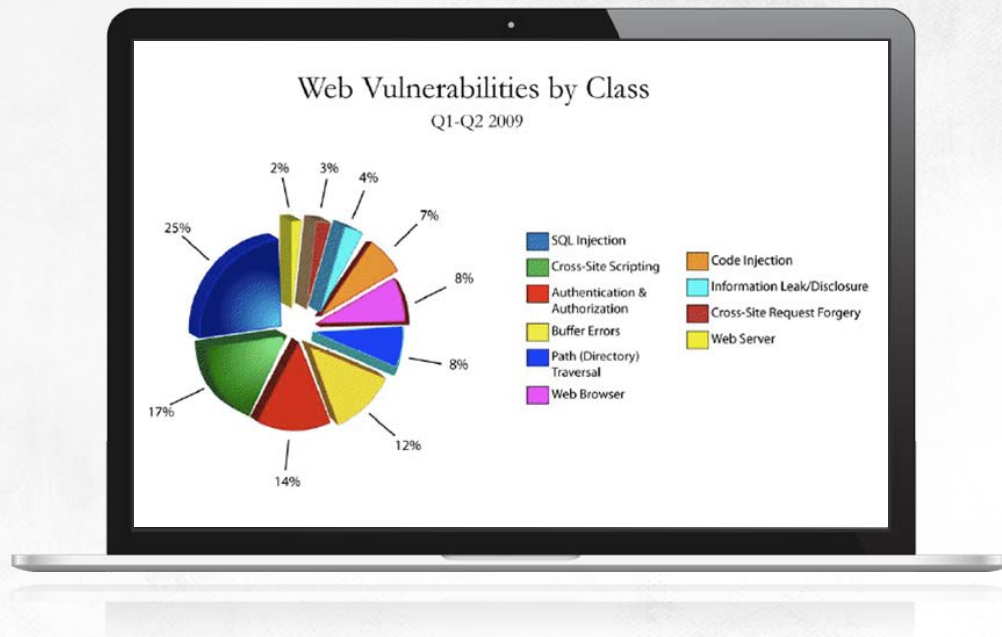 Web Vulnerabilities by Class
Q1-Q2 2009
2%
3%
4%
7%
8%
8%
12%
14%
17%
25%
SQL Injection
Cross-Site Scripting
Authentication &
Authorization
Buffer Errors
Path (Directory)
Traversal
Web Browser
Code Injection
Information Leak/Disclosure
Cross-Site Request Forgery
Web Server